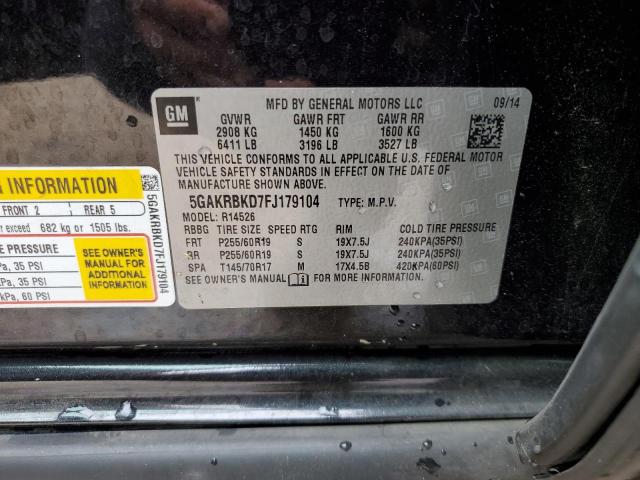 GM
MFD BY GENERAL MOTORS LLC 09/14
GVWR GAWR FRT GAWR RR
2908 KG 1450 KG 1600 KG
6411 LB 3196 LB 3527 LB
THIS VEHICLE CONFORMS TO ALL APPLICABLE U.S. FEDERAL MOTOR
VEHICLE SAFETY STANDARDS IN EFFECT ON THE DATE OF
MANUFACTURE SHOWN ABOVE.
5GAKRBKD7FJ179104 TYPE: M.P.V.
MODEL: R14526
RBBG TIRE SIZE SPEED RTG RIM COLD TIRE PRESSURE
FRT P255/60R19 S 19X7.5J 240KPA(35PSI)
RR P255/60R19 S 19X7.5J 240KPA(35PSI)
SPA T145/70R17 M 17X4.5B 420KPA(60PSI)
SEE OWNER'S MANUAL FOR MORE INFORMATION.
INFORMATION
FRONT 2 REAR 5
exceed 682 kg or 1505 lbs.
PRESSURE
35 PSI
35 PSI
kPa, 60 PSI
SEE OWNER'S
MANUAL FOR
ADDITIONAL
INFORMATION
5GAKRBKD7FJ179104